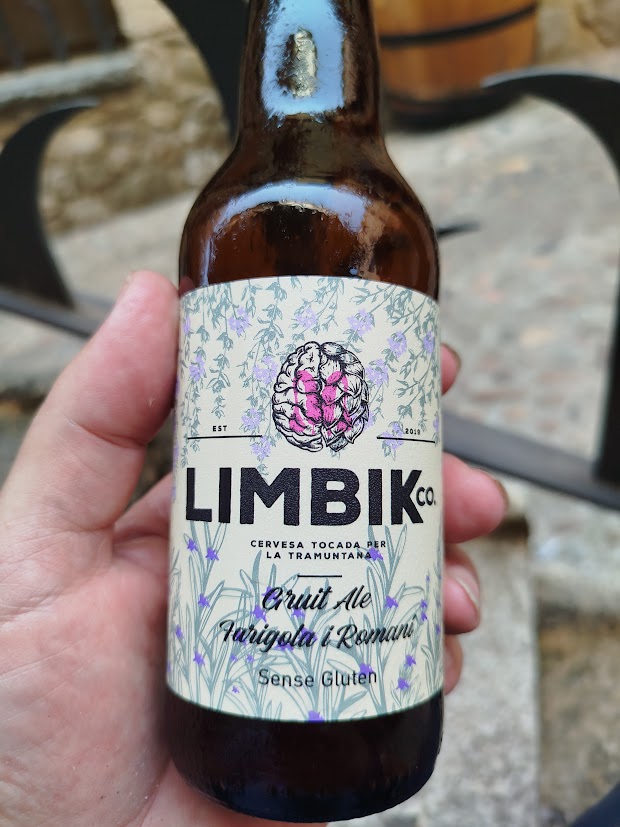 EST 2019
LIMBIK CO.
CERVESA TOCADA PER
LA TRAMUNTANA
Gruit Ale
Farigola i Romaní
Sense Gluten